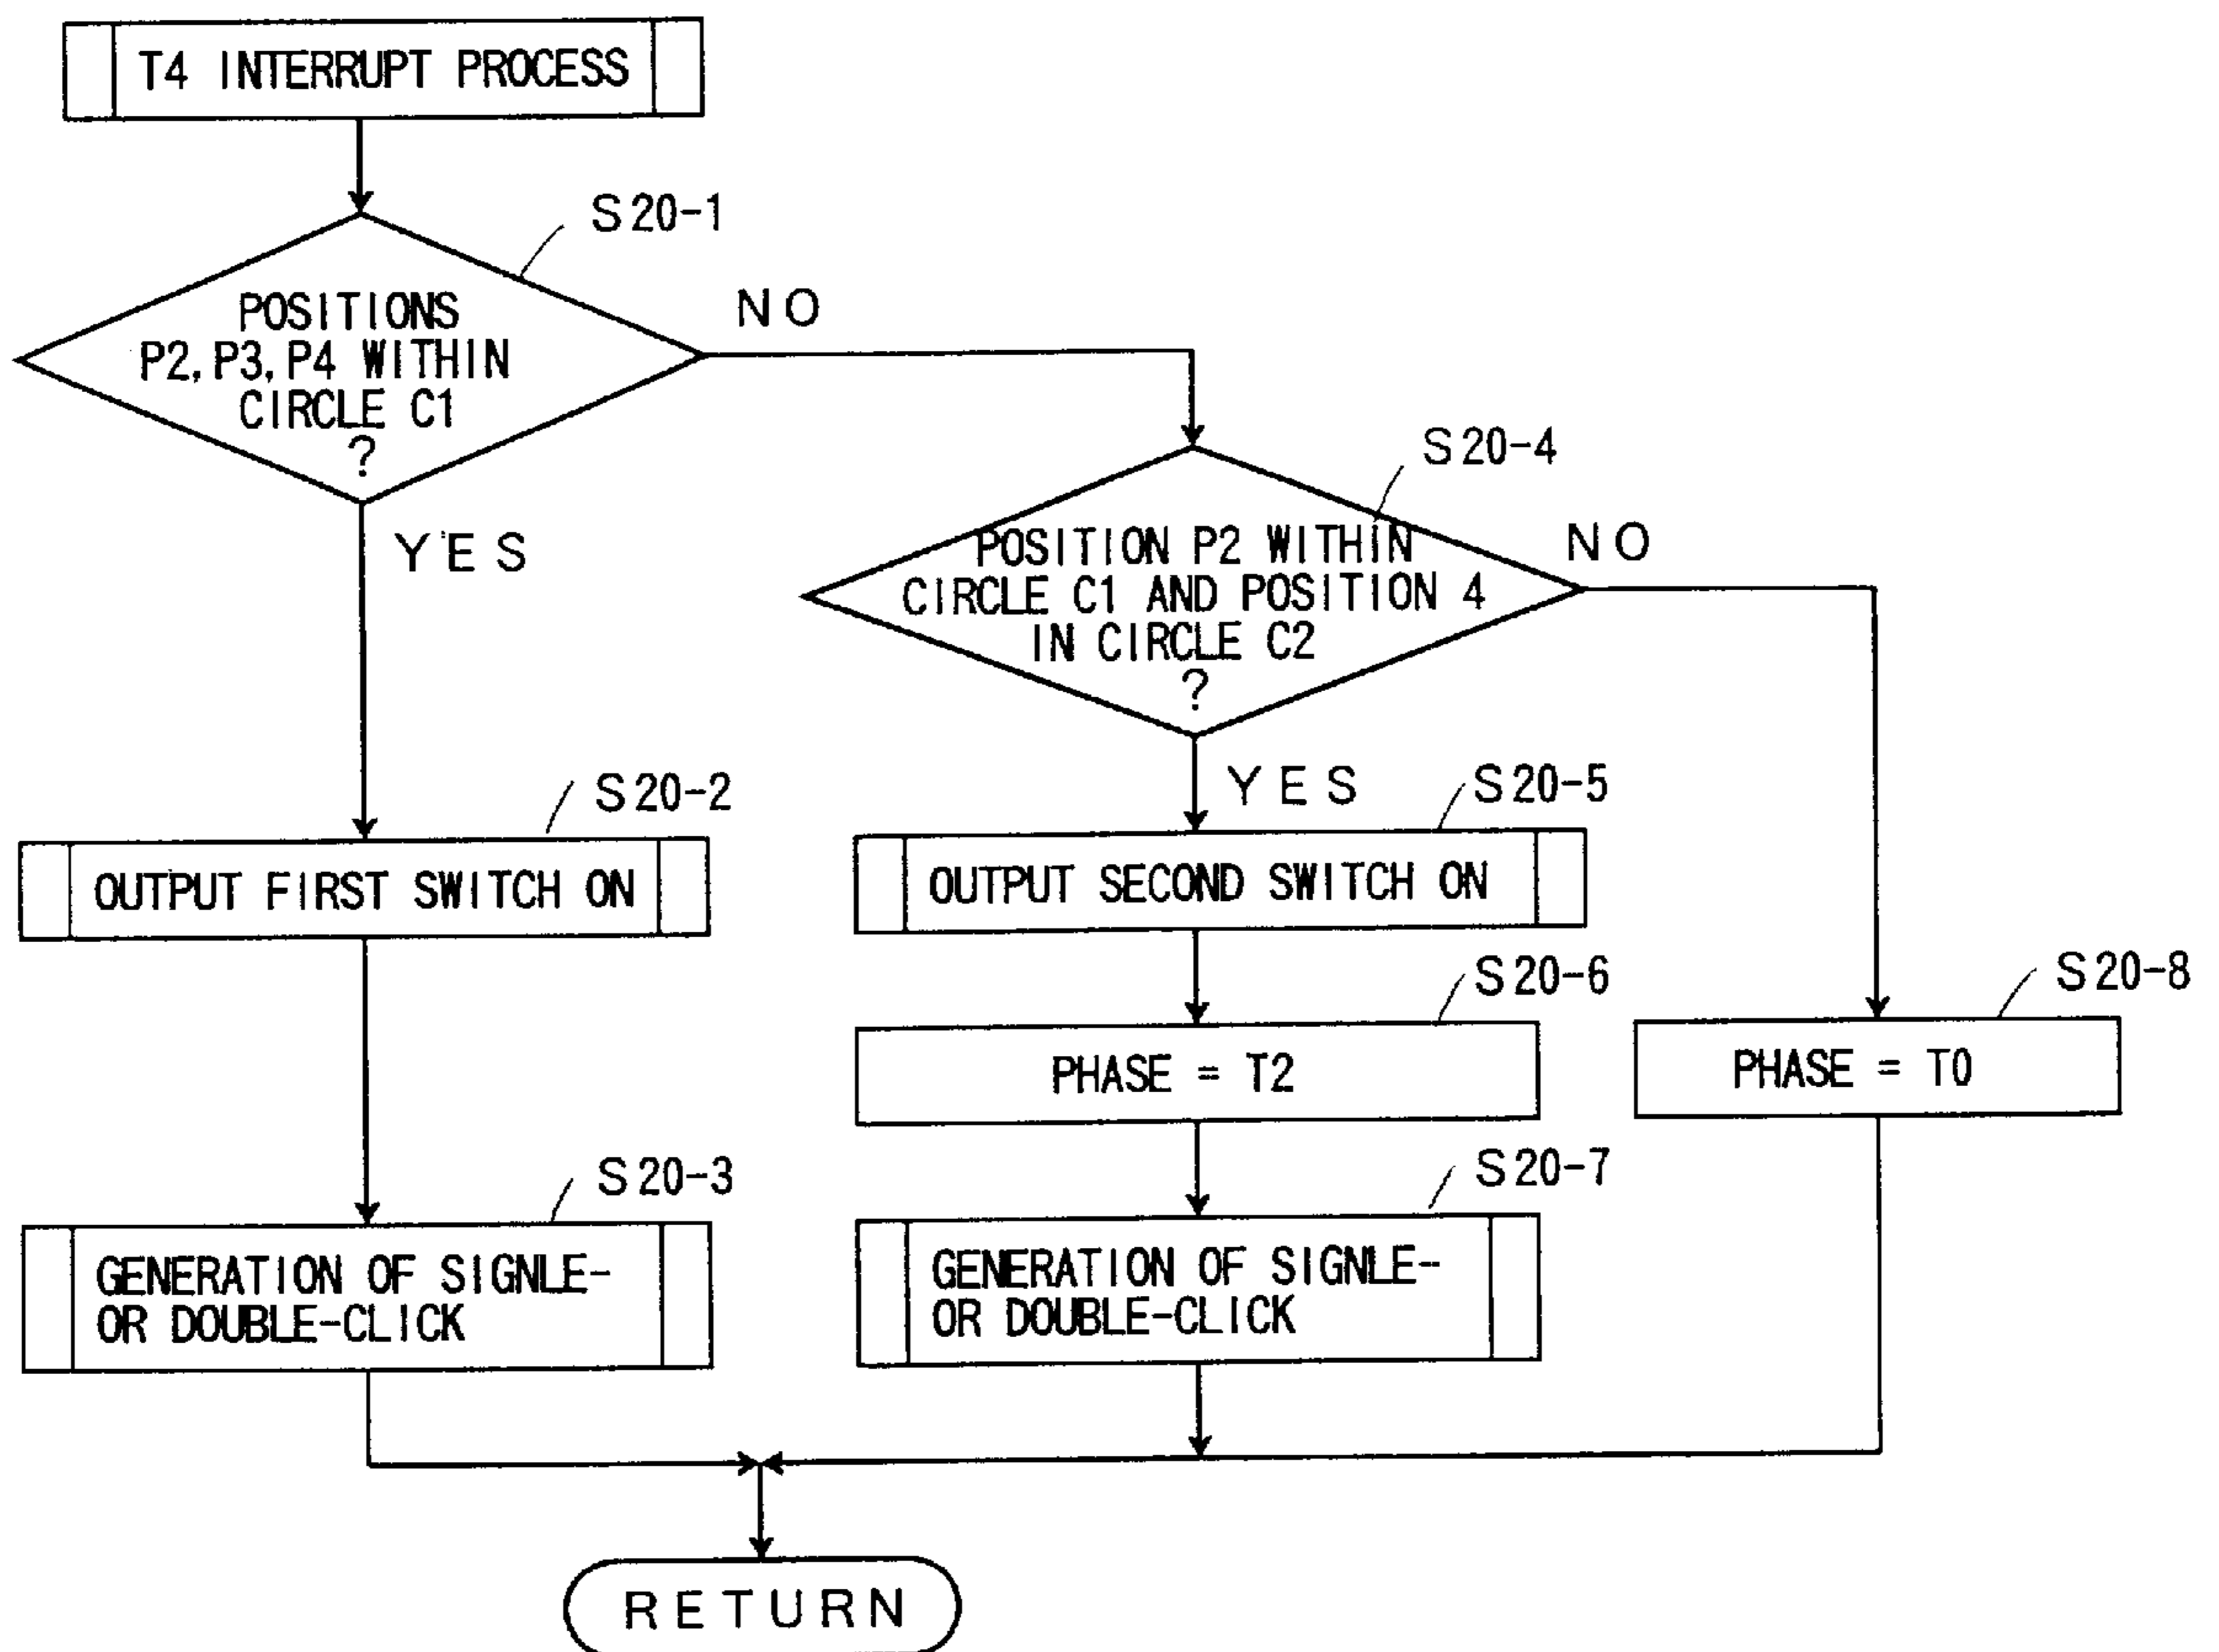 T4 INTERRUPT PROCESS
S20-1
POSITIONS
P2, P3, P4 WITHIN
CIRCLE C1
?
NO
YES
S20-4
POSITION P2 WITHIN
CIRCLE C1 AND POSITION 4
IN CIRCLE C2
?
NO
YES
S20-2
OUTPUT FIRST SWITCH ON
S20-5
OUTPUT SECOND SWITCH ON
S20-6
PHASE = T2
S20-8
PHASE = T0
S20-3
GENERATION OF SIGNLE-
OR DOUBLE-CLICK
S20-7
GENERATION OF SIGNLE-
OR DOUBLE-CLICK
RETURN